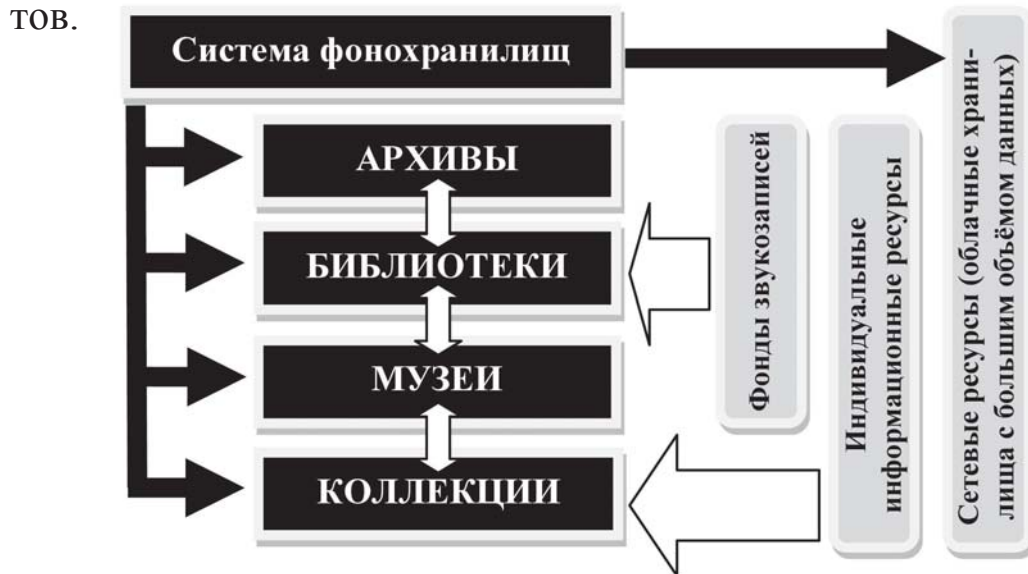 тов.
Система фонохранилищ
АРХИВЫ
БИБЛИОТЕКИ
МУЗЕИ
КОЛЛЕКЦИИ
Фонды звукозаписей
Индивидуальные
информационные ресурсы
Сетевые ресурсы (облачные храни-
лища с большим объёмом данных)